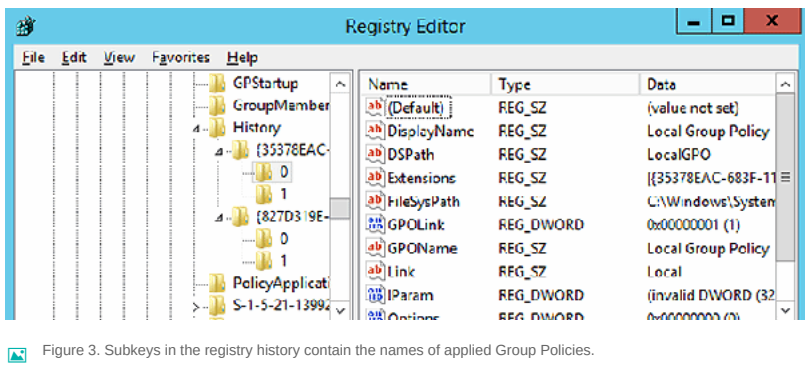 Registry Editor
File Edit View Favorites Help
GPStartup
GroupMember
History
{35378EAC-
0
1
{827D319E-
0
1
PolicyApplicati
S-1-5-21-13992
Name Type Data
(Default) REG_SZ (value not set)
DisplayName REG_SZ Local Group Policy
DSPath REG_SZ LocalGPO
Extensions REG_SZ [{35378EAC-683F-11
FileSysPath REG_SZ C:\Windows\System
GPOLink REG_DWORD 0x00000001 (1)
GPOName REG_SZ Local Group Policy
Link REG_SZ Local
lParam REG_DWORD (invalid DWORD (32
Options REG_DWORD 0x00000000 (0)
Figure 3. Subkeys in the registry history contain the names of applied Group Policies.